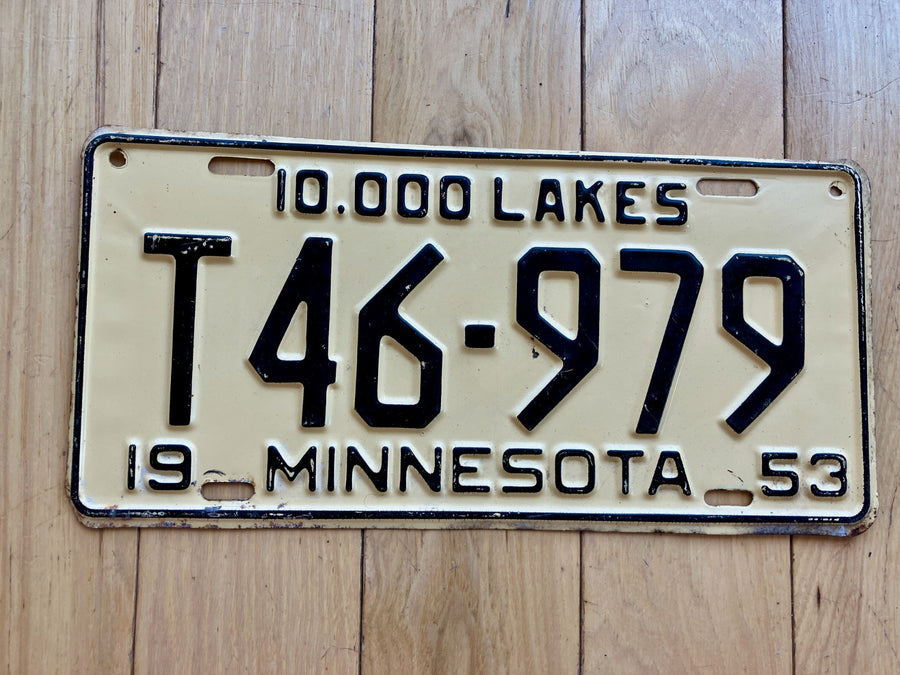 10.000 LAKES
T46-979
19 MINNESOTA 53